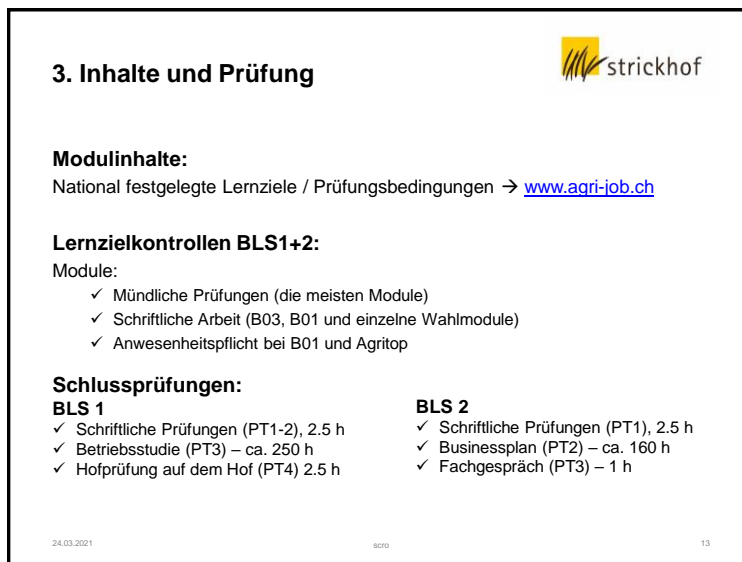 3. Inhalte und Prüfung
strickhof
Modulinhalte:
National festgelegte Lernziele / Prüfungsbedingungen → www.agri-job.ch
Lernzielkontrollen BLS1+2:
Module:
✓ Mündliche Prüfungen (die meisten Module)
✓ Schriftliche Arbeit (B03, B01 und einzelne Wahlmodule)
✓ Anwesenheitspflicht bei B01 und Agritop
Schlussprüfungen:
BLS 1
✓ Schriftliche Prüfungen (PT1-2), 2.5 h
✓ Betriebsstudie (PT3) – ca. 250 h
✓ Hofprüfung auf dem Hof (PT4) 2.5 h
BLS 2
✓ Schriftliche Prüfungen (PT1), 2.5 h
✓ Businessplan (PT2) – ca. 160 h
✓ Fachgespräch (PT3) – 1 h
24.03.2021
scro
13